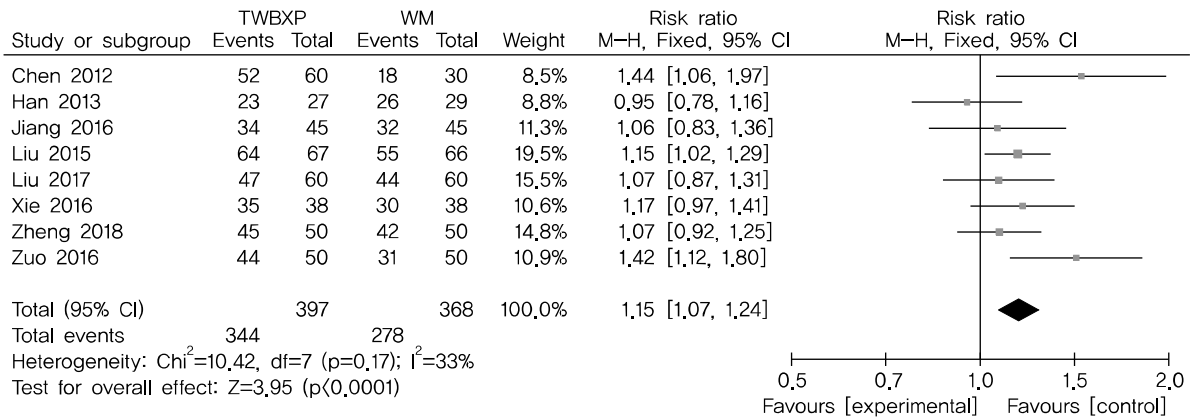 TWBXP WM Risk ratio Risk ratio
Study or subgroup Events Total Events Total Weight M-H, Fixed, 95% CI M-H, Fixed, 95% CI
Chen 2012 52 60 18 30 8.5% 1.44 [1.06, 1.97]
Han 2013 23 27 26 29 8.8% 0.95 [0.78, 1.16]
Jiang 2016 34 45 32 45 11.3% 1.06 [0.83, 1.36]
Liu 2015 64 67 55 66 19.5% 1.15 [1.02, 1.29]
Liu 2017 47 60 44 60 15.5% 1.07 [0.87, 1.31]
Xie 2016 35 38 30 38 10.6% 1.17 [0.97, 1.41]
Zheng 2018 45 50 42 50 14.8% 1.07 [0.92, 1.25]
Zuo 2016 44 50 31 50 10.9% 1.42 [1.12, 1.80]
Total (95% CI) 397 368 100.0% 1.15 [1.07, 1.24]
Total events 344 278
Heterogeneity: Chi²=10.42, df=7 (p=0.17); I²=33%
Test for overall effect: Z=3.95 (p<0.0001)
0.5 0.7 1.0 1.5 2.0
Favours [experimental] Favours [control]